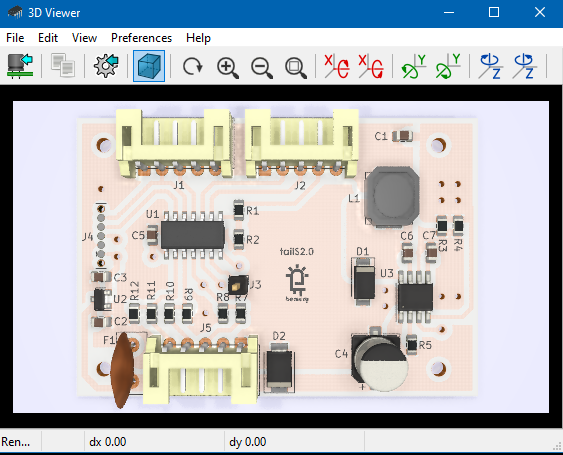 3D Viewer
File Edit View Preferences Help
X X Y Y Z Z
C1
J1 J2
L1
U1 R1
C5
J4 R2
R3 R4
tailS2.0
C6 C7
D1
C3 U3
J3
R12 R11 R10 R9 R8 R7
U2
C2
J5
F1 D2
C4 R5
+
Ren... dx 0.00 dy 0.00